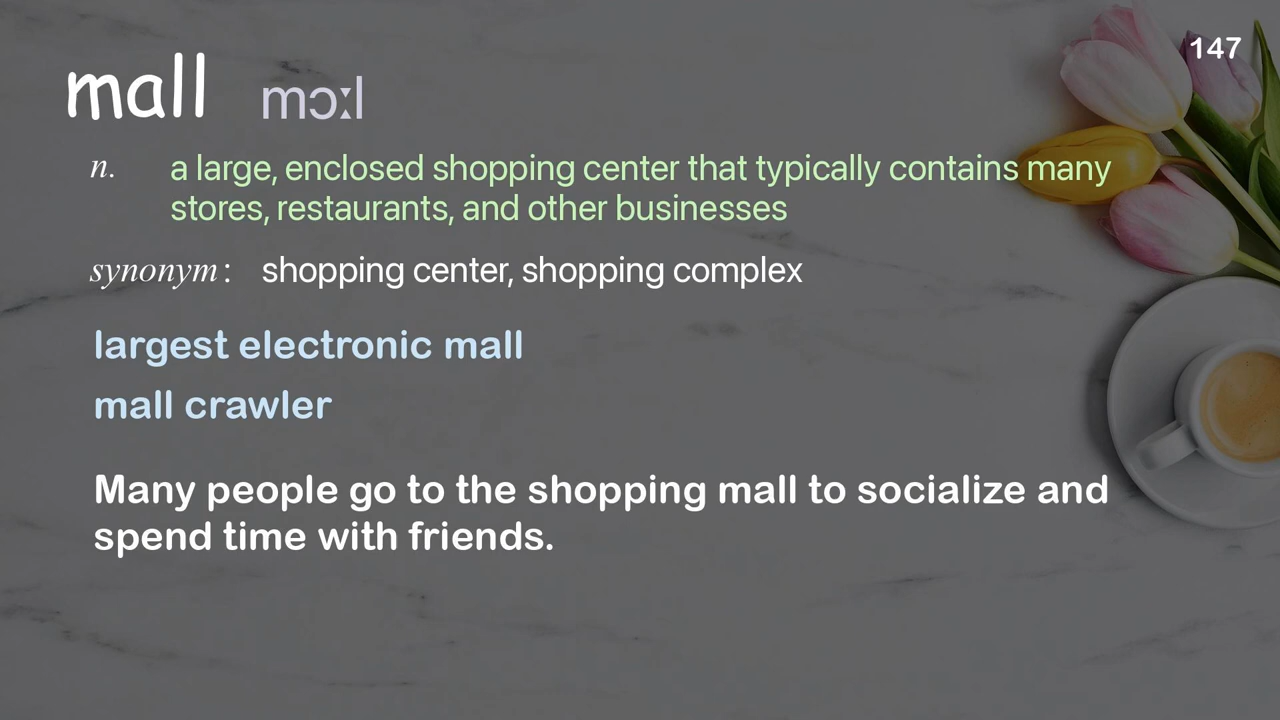 147
mall mɔːl
n. a large, enclosed shopping center that typically contains many
stores, restaurants, and other businesses
synonym: shopping center, shopping complex
largest electronic mall
mall crawler
Many people go to the shopping mall to socialize and
spend time with friends.